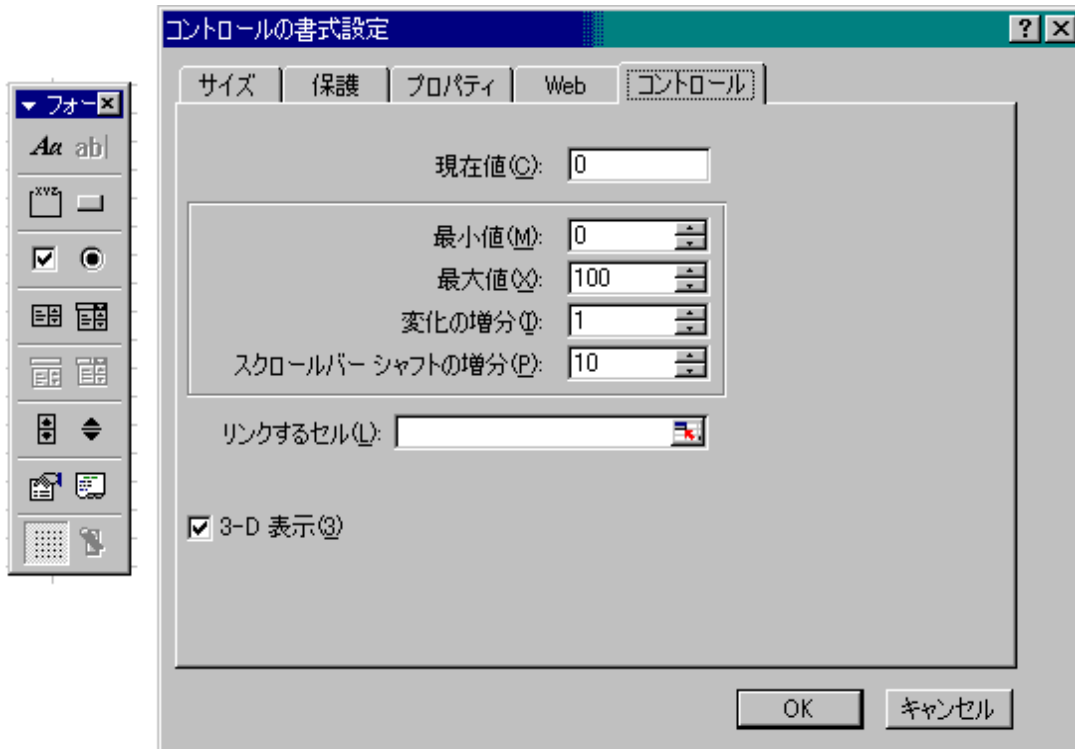 コントロールの書式設定
サイズ 保護 プロパティ Web コントロール
フォー
Aa ab|
XYZ
現在値(C): 0
最小値(M): 0
最大値(X): 100
変化の増分(I): 1
スクロールバー シャフトの増分(P): 10
リンクするセル(L):
3-D 表示(3)
OK キャンセル